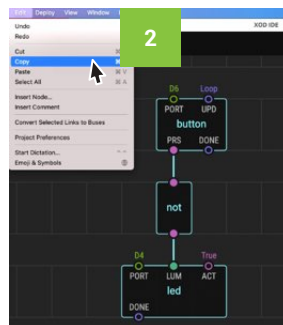 Edit Deploy View Window
XOD IDE
2
Undo
Redo
Cut ⌘
Copy ⌘
Paste ⌘ V
Select All ⌘ A
Insert Node...
Insert Comment
Convert Selected Links to Buses
Project Preferences
Start Dictation...
Emoji & Symbols
D6 Loop
PORT UPD
button
PRS DONE
not
D4 True
PORT LUM ACT
led
DONE